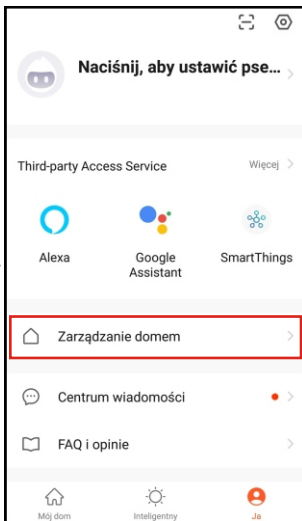 Naciśnij, aby ustawić pse...
Third-party Access Service
Więcej
Alexa
Google
Assistant
SmartThings
Zarządzanie domem
Centrum wiadomości
FAQ i opinie
Mój dom
Inteligentny
Ja